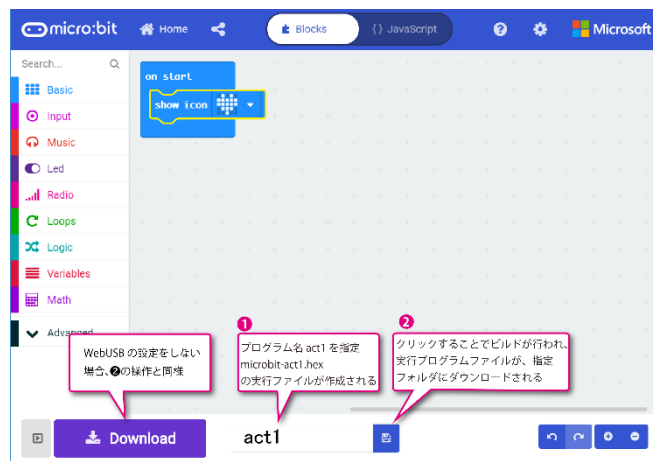 micro:bit Home Blocks {} JavaScript ? Microsoft
Search...
Basic
Input
Music
Led
Radio
Loops
Logic
Variables
Math
Advanced
on start
show icon
WebUSB の設定をしない
場合、❷の操作と同様
❶
プログラム名 act1 を指定
microbit-act1.hex
の実行ファイルが作成される
❷
クリックすることでビルドが行われ、
実行プログラムファイルが、指定
フォルダにダウンロードされる
Download
act1